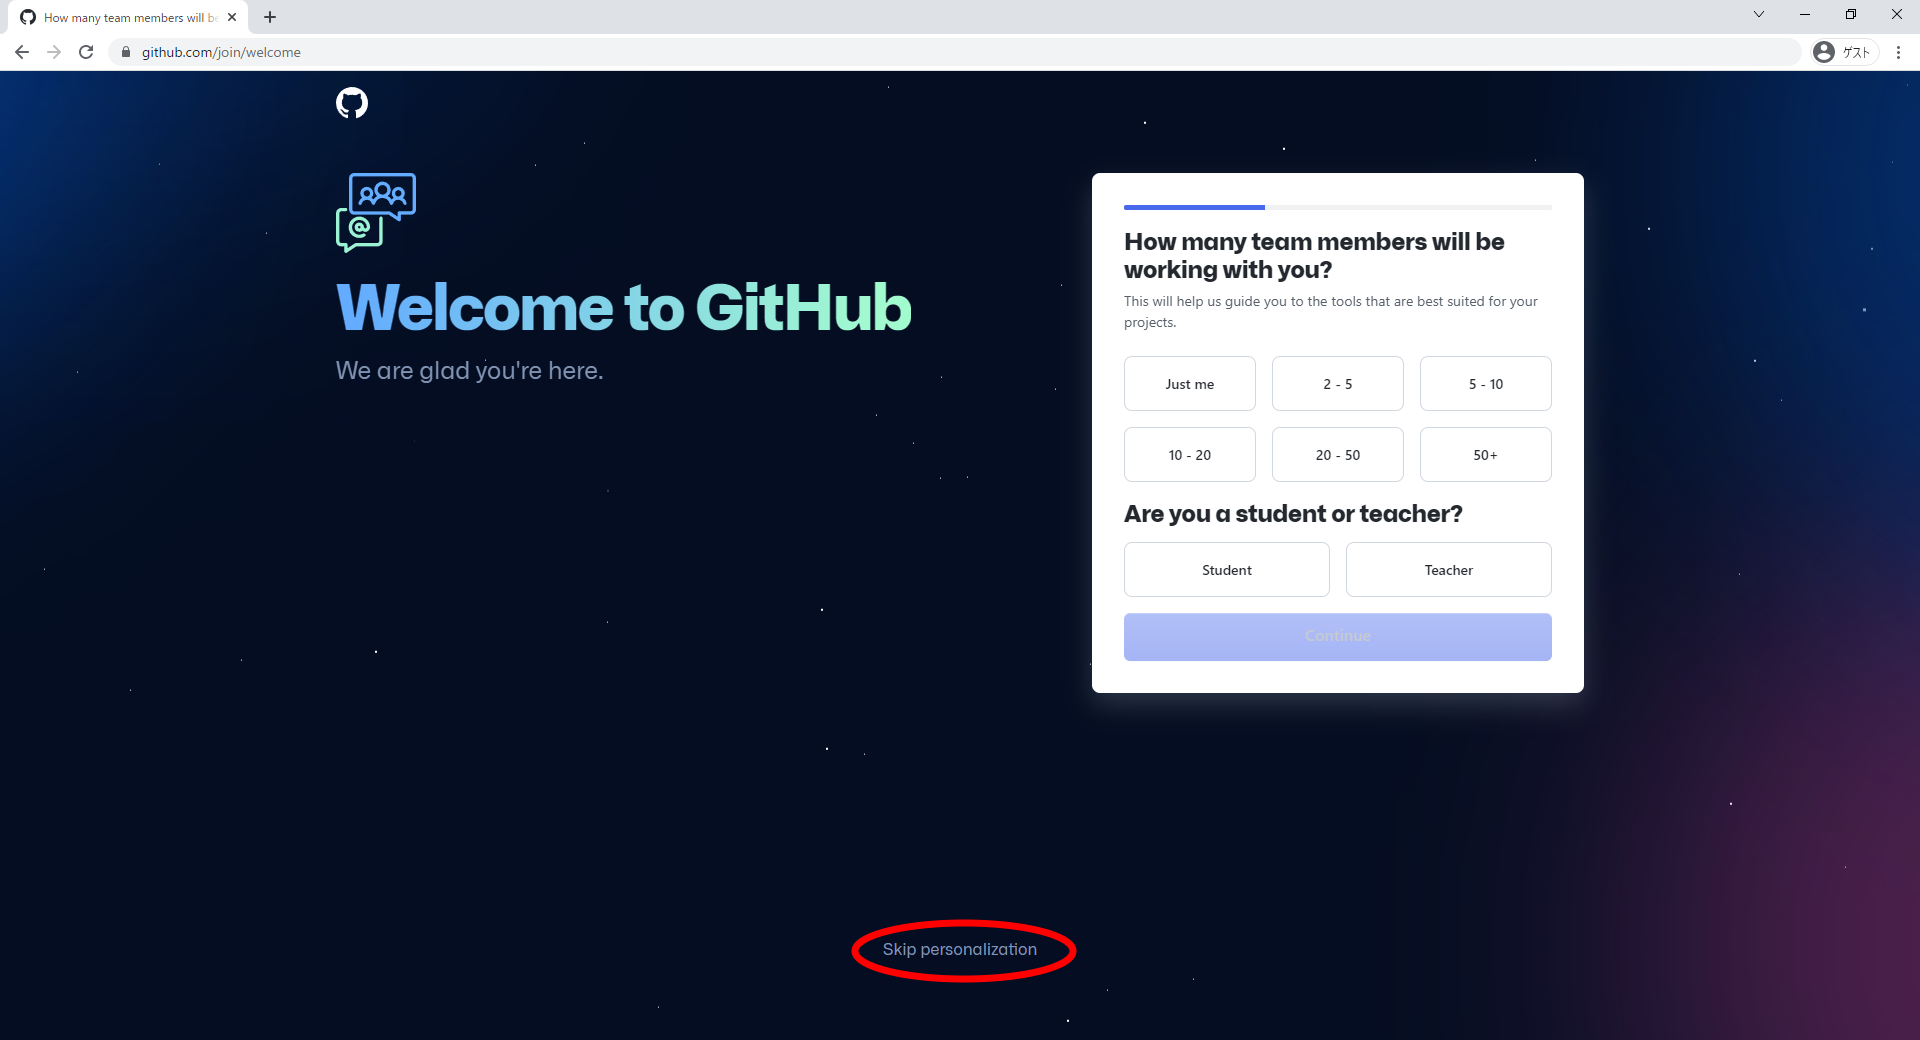 How many team members will be
github.com/join/welcome
ゲスト
Welcome to GitHub
We are glad you're here.
How many team members will be
working with you?
This will help us guide you to the tools that are best suited for your
projects.
Just me
2 - 5
5 - 10
10 - 20
20 - 50
50+
Are you a student or teacher?
Student
Teacher
Continue
Skip personalization